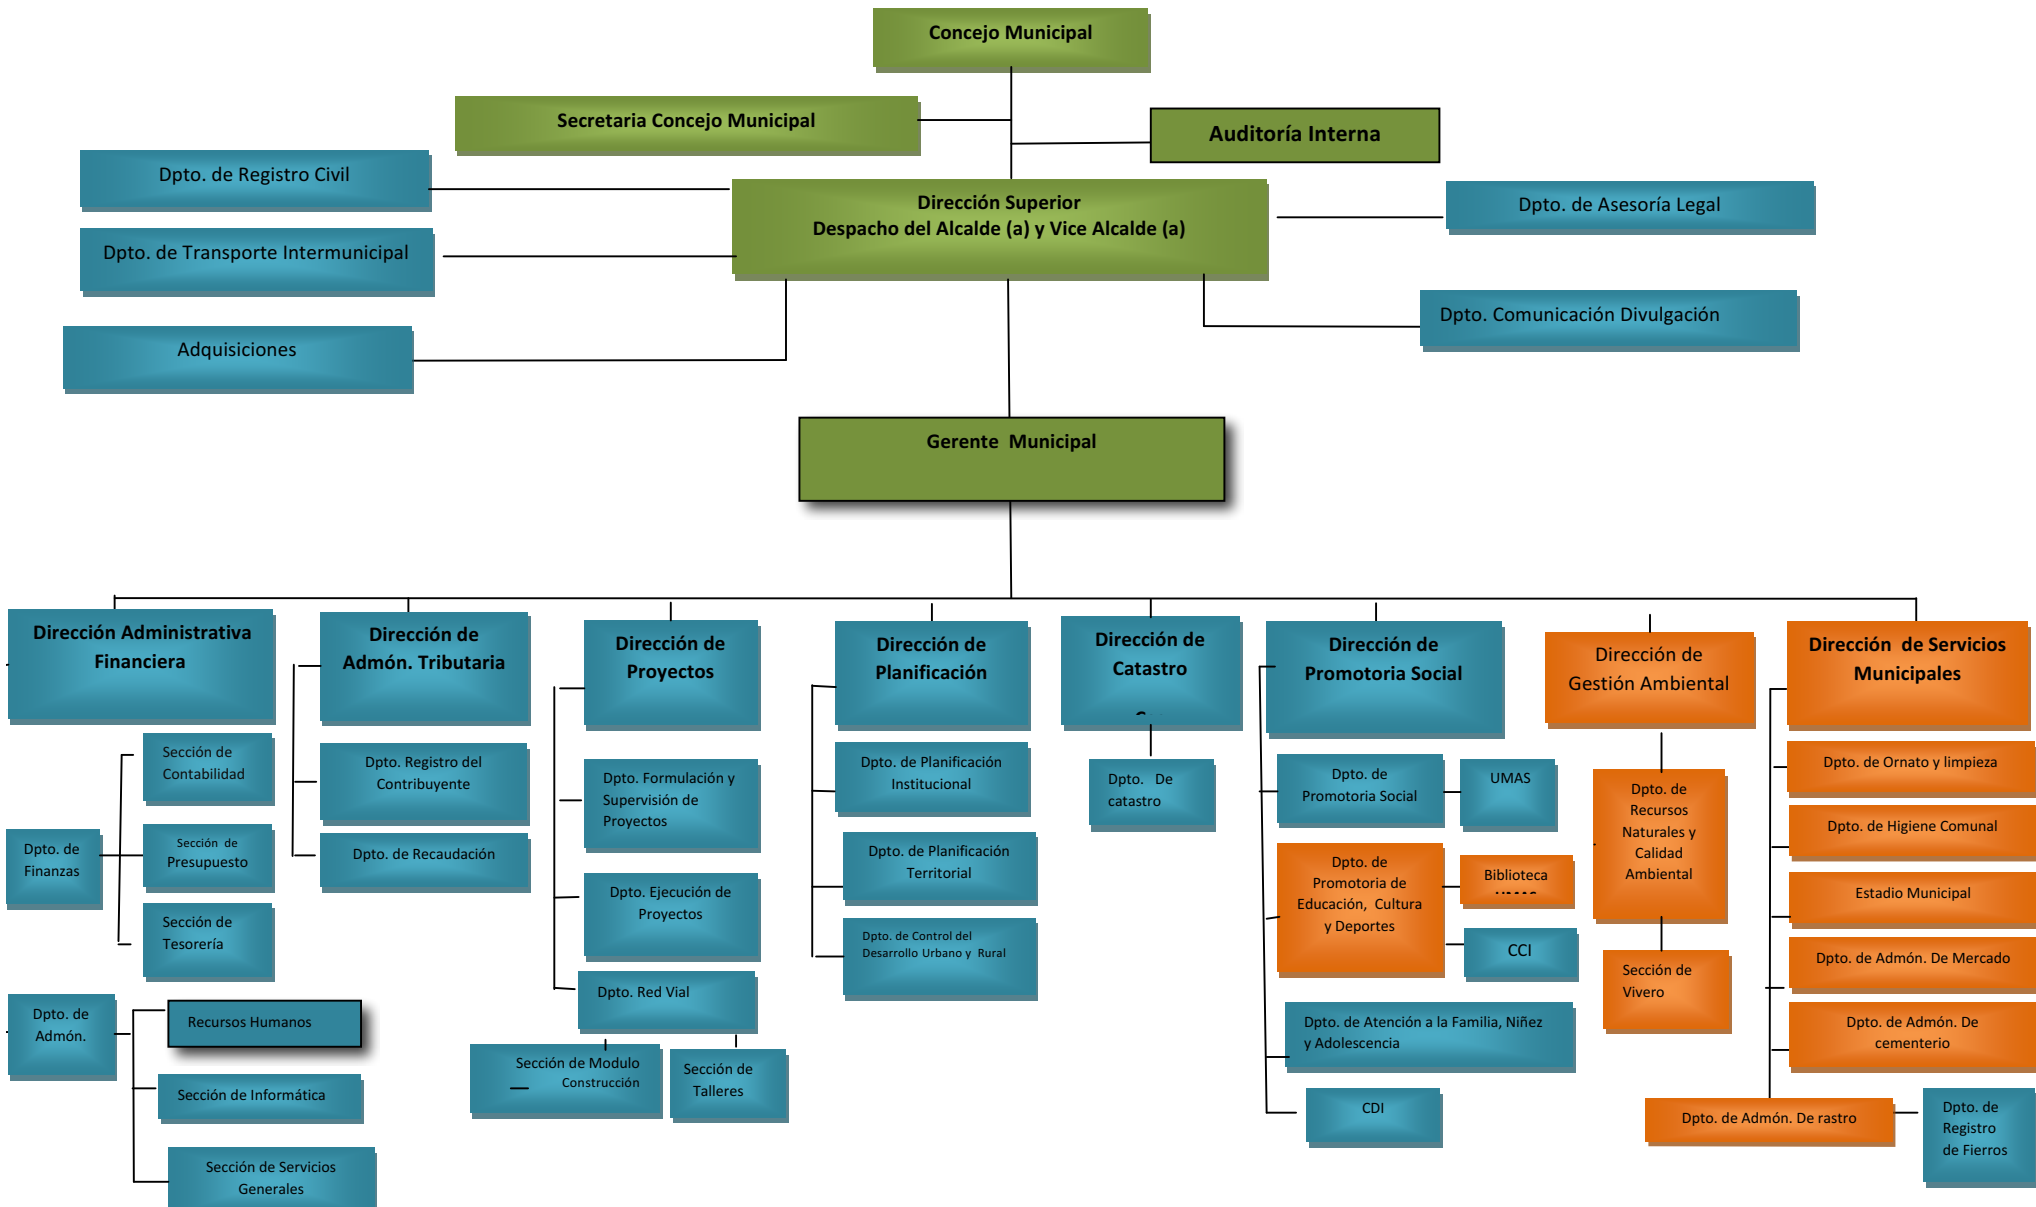 Concejo Municipal
Secretaria Concejo Municipal
Auditoría Interna
Dpto. de Registro Civil
Dirección Superior
Despacho del Alcalde (a) y Vice Alcalde (a)
Dpto. de Asesoría Legal
Dpto. de Transporte Intermunicipal
Dpto. Comunicación Divulgación
Adquisiciones
Gerente Municipal
Dirección Administrativa
Financiera
Dirección de
Admón. Tributaria
Dirección de
Proyectos
Dirección de
Planificación
Dirección de
Catastro
Dirección de
Promotoria Social
Dirección de
Gestión Ambiental
Dirección de Servicios
Municipales
Sección de
Contabilidad
Dpto. de
Finanzas
Sección de
Presupuesto
Sección de
Tesorería
Dpto. de
Admón.
Recursos Humanos
Sección de Informática
Sección de Servicios
Generales
Dpto. Registro del
Contribuyente
Dpto. de Recaudación
Dpto. Formulación y
Supervisión de
Proyectos
Dpto. Ejecución de
Proyectos
Dpto. Red Vial
Sección de Modulo
Construcción
Sección de
Talleres
Dpto. de Planificación
Institucional
Dpto. de Planificación
Territorial
Dpto. de Control del
Desarrollo Urbano y Rural
Dpto. De
catastro
Dpto. de
Promotoria Social
UMAS
Dpto. de
Promotoria de
Educación, Cultura
y Deportes
Biblioteca
CCI
Dpto. de Atención a la Familia, Niñez
y Adolescencia
CDI
Dpto. de
Recursos
Naturales y
Calidad
Ambiental
Sección de
Vivero
Dpto. de Ornato y limpieza
Dpto. de Higiene Comunal
Estadio Municipal
Dpto. de Admón. De Mercado
Dpto. de Admón. De
cementerio
Dpto. de Admón. De rastro
Dpto. de
Registro
de Fierros